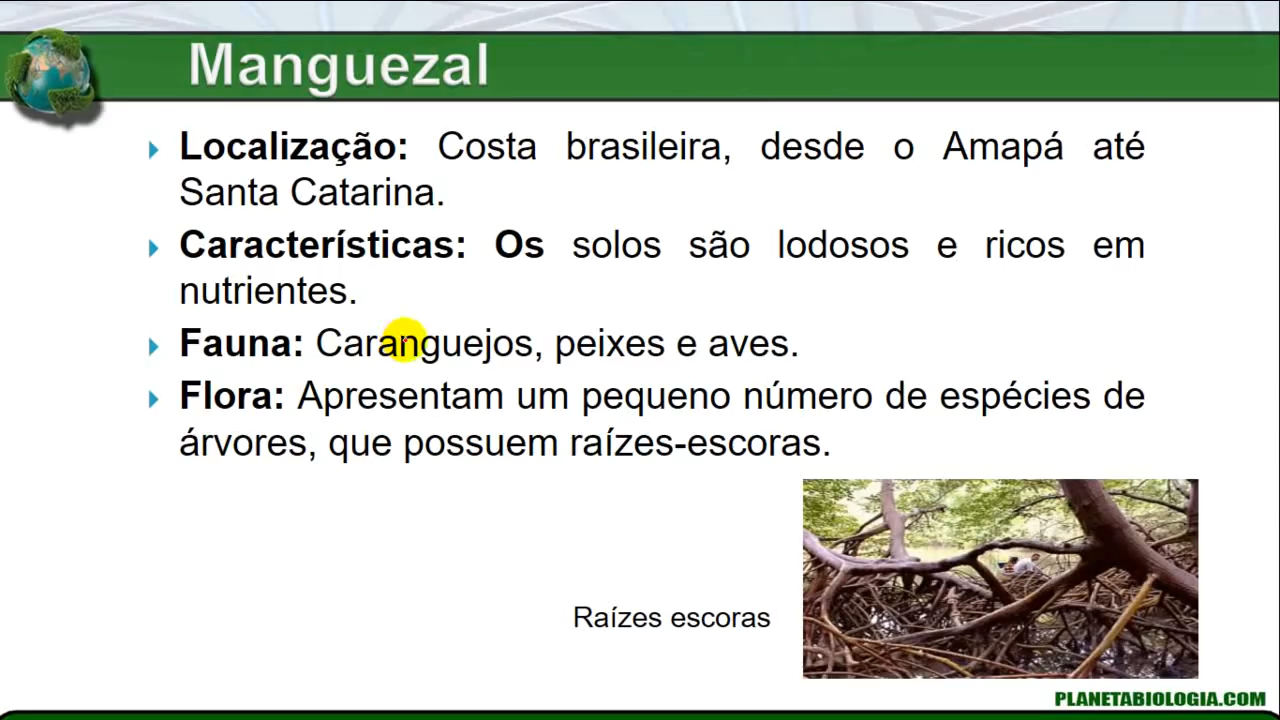 Manguezal
Localização: Costa brasileira, desde o Amapá até
Santa Catarina.
Características: Os solos são lodosos e ricos em
nutrientes.
Fauna: Caranguejos, peixes e aves.
Flora: Apresentam um pequeno número de espécies de
árvores, que possuem raízes-escoras.
Raízes escoras
PLANETABIOLOGIA.COM